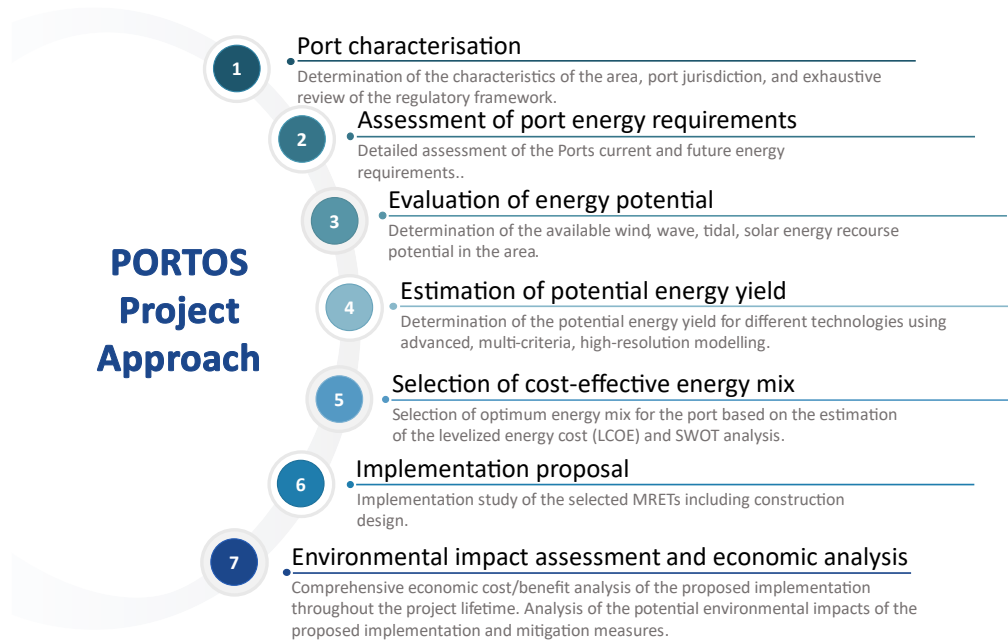 PORTOS
Project
Approach
1
Port characterisation
Determination of the characteristics of the area, port jurisdiction, and exhaustive
review of the regulatory framework.
2
Assessment of port energy requirements
Detailed assessment of the Ports current and future energy
requirements..
3
Evaluation of energy potential
Determination of the available wind, wave, tidal, solar energy recourse
potential in the area.
4
Estimation of potential energy yield
Determination of the potential energy yield for different technologies using
advanced, multi-criteria, high-resolution modelling.
5
Selection of cost-effective energy mix
Selection of optimum energy mix for the port based on the estimation
of the levelized energy cost (LCOE) and SWOT analysis.
6
Implementation proposal
Implementation study of the selected MRETs including construction
design.
7
Environmental impact assessment and economic analysis
Comprehensive economic cost/benefit analysis of the proposed implementation
throughout the project lifetime. Analysis of the potential environmental impacts of the
proposed implementation and mitigation measures.